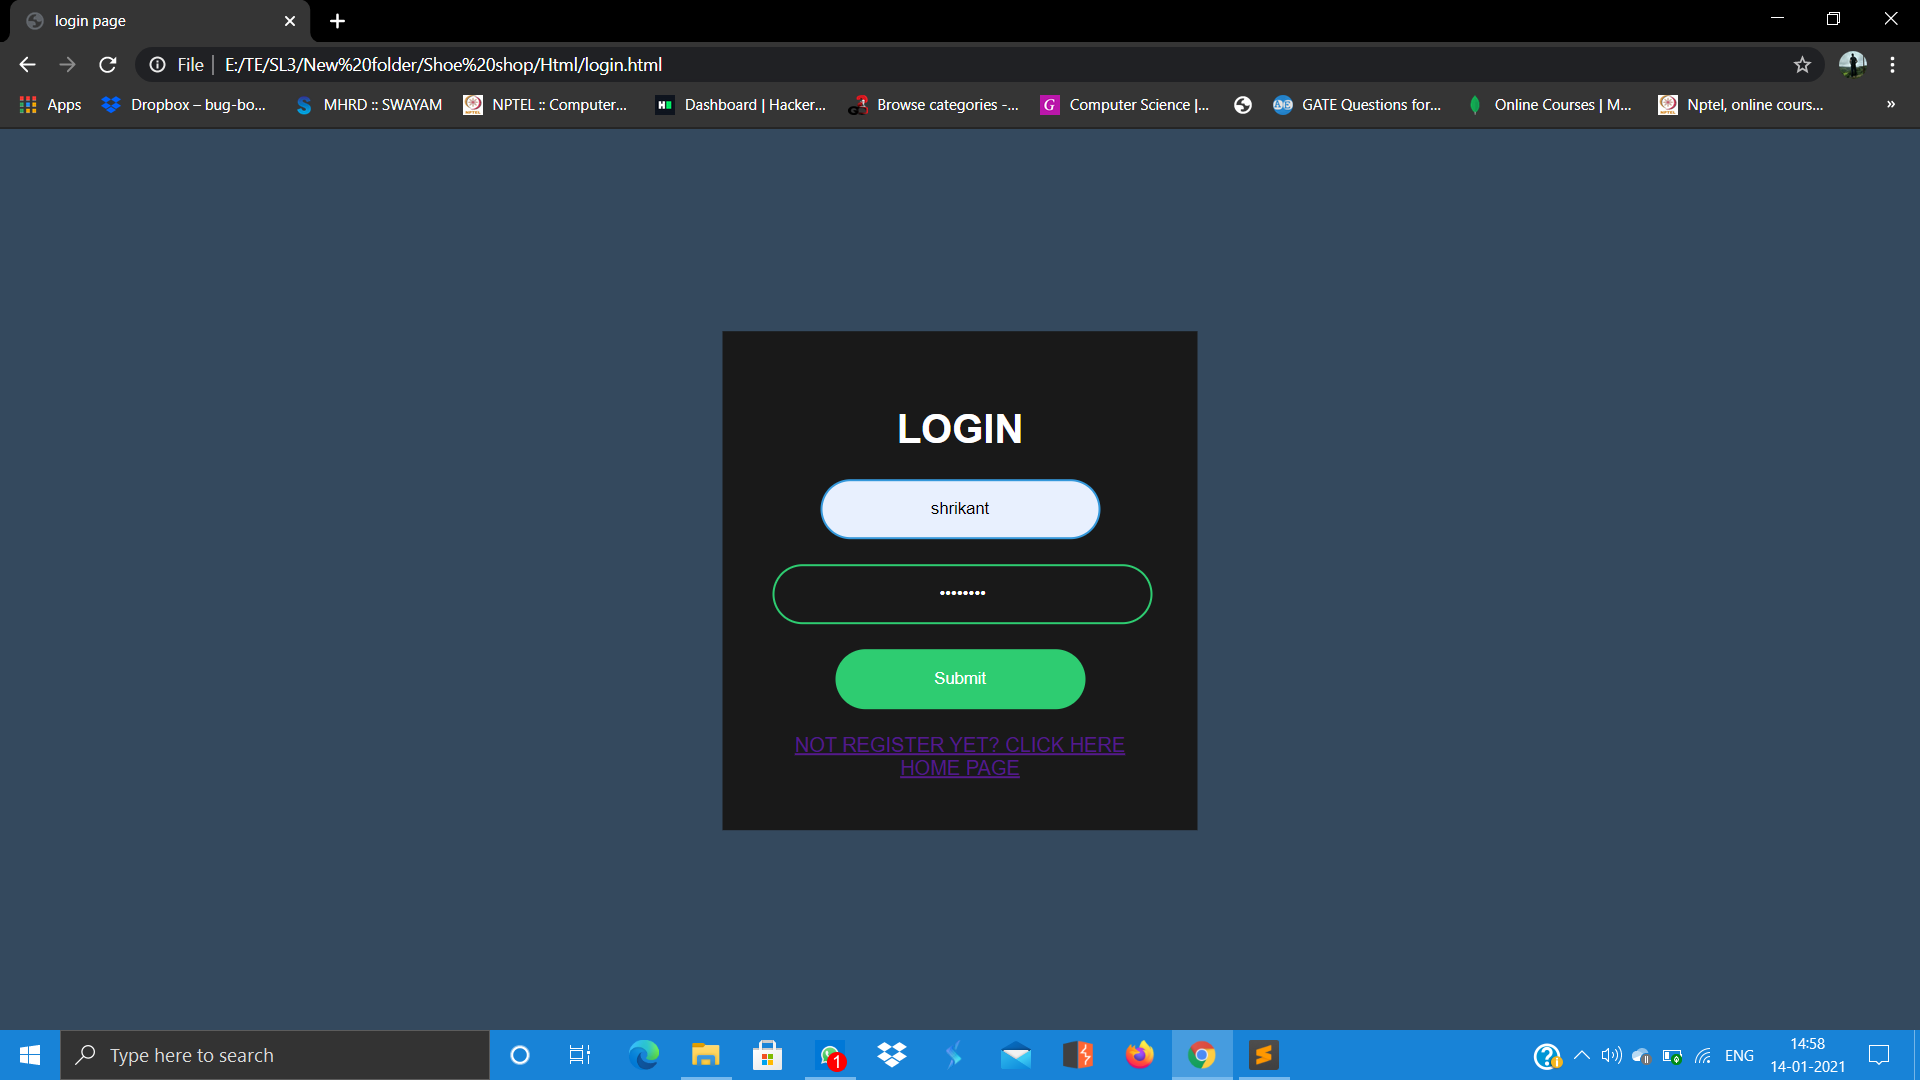 login page
File E:/TE/SL3/New%20folder/Shoe%20shop/Html/login.html
Apps Dropbox – bug-bo... MHRD :: SWAYAM NPTEL :: Computer... Dashboard | Hacker... Browse categories -... Computer Science |... GATE Questions for... Online Courses | M... Nptel, online cours... »
LOGIN
shrikant
••••••••
Submit
NOT REGISTER YET? CLICK HERE
HOME PAGE
Type here to search
1
ENG
14:58
14-01-2021